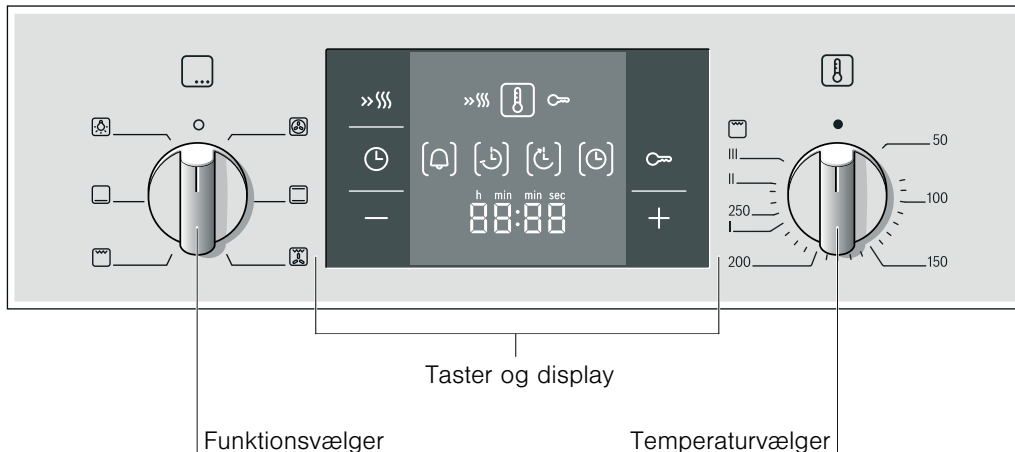 h min min sec
88:88
50
100
150
200
250
I
II
III
Taster og display
Funktionsvælger
Temperaturvælger